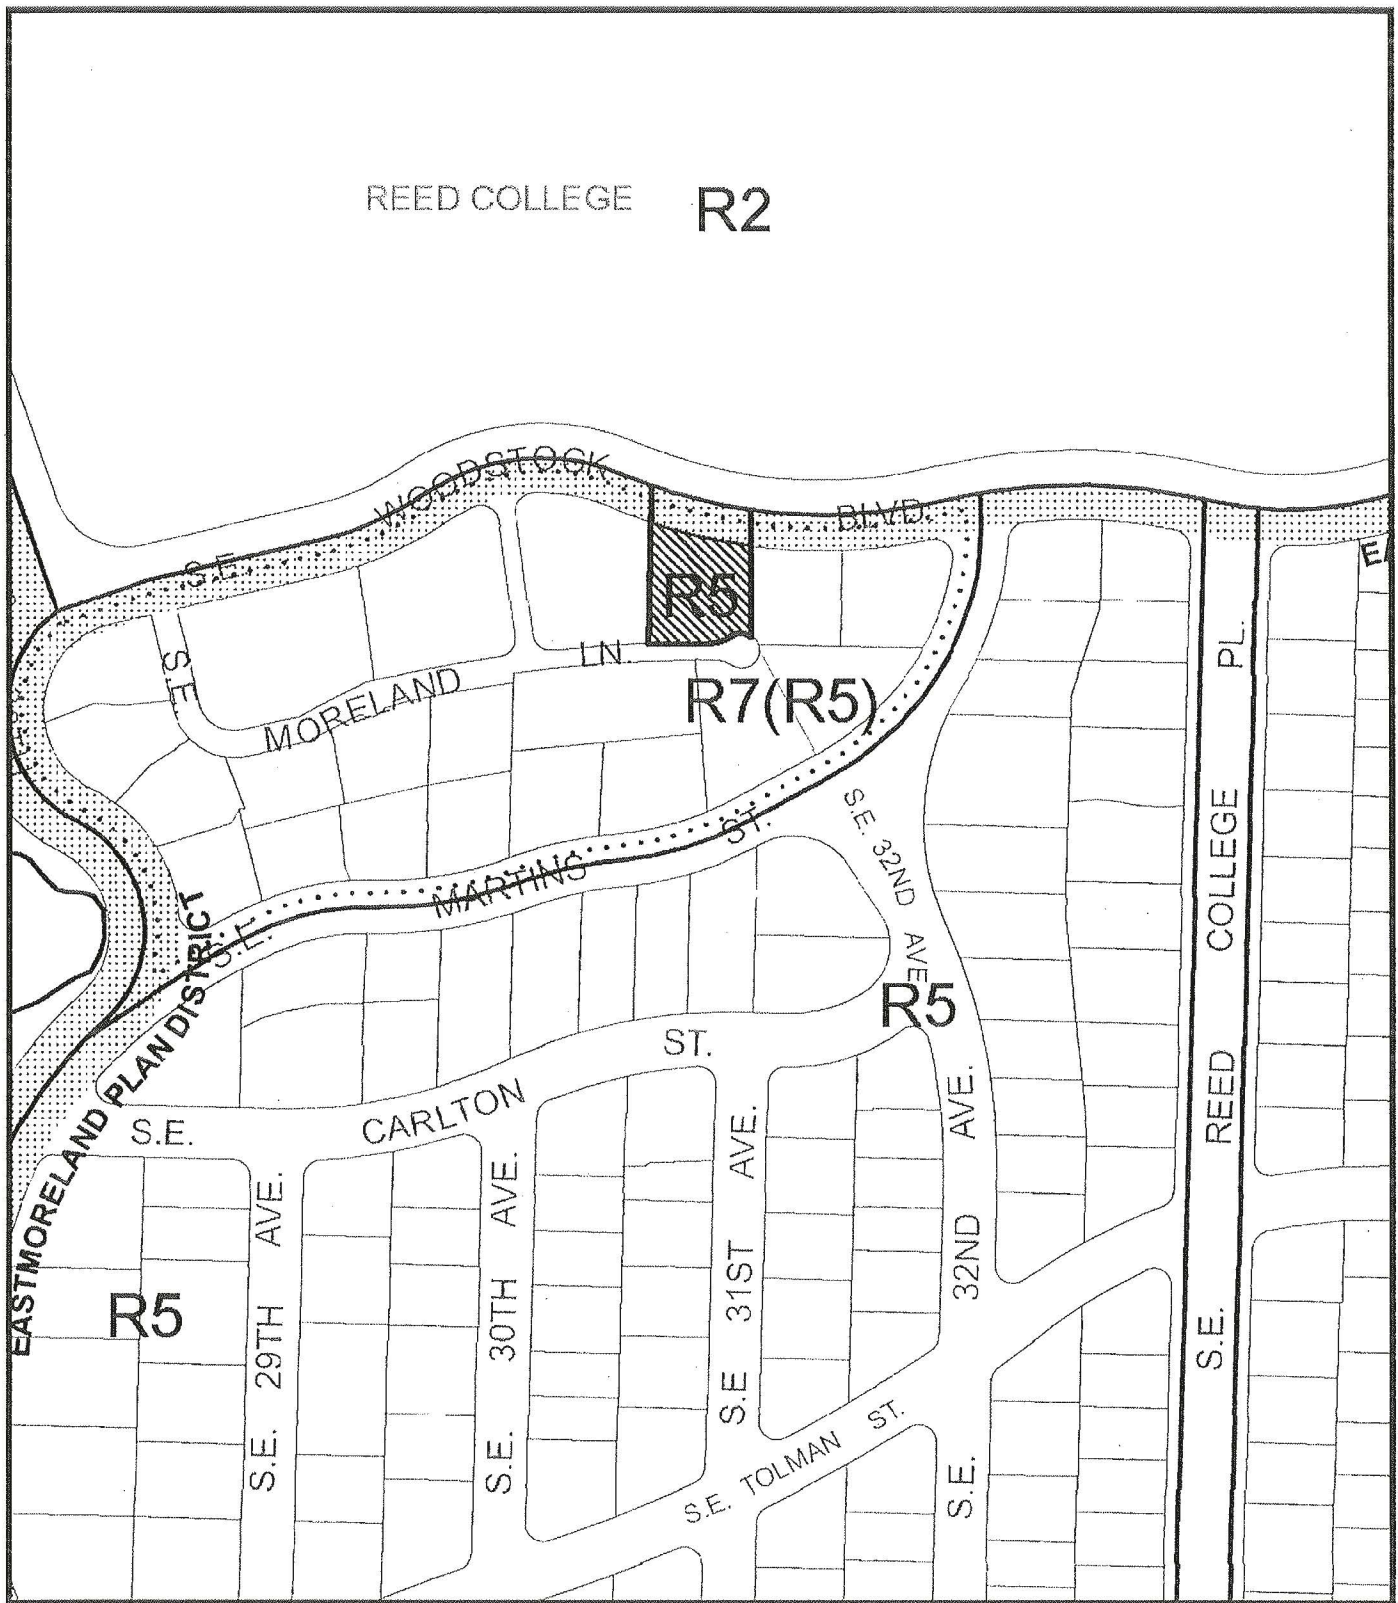 REED COLLEGE R2
S.E. WOODSTOCK BLVD.
R5
S.E. MORELAND LN.
R7(R5)
S.E. MARTINS ST.
S.E. 32ND AVE
R5
EASTMORELAND PLAN DISTRICT
S.E. CARLTON ST.
R5
S.E. 29TH AVE.
S.E. 30TH AVE.
S.E 31ST AVE.
S.E. 32ND AVE.
S.E. TOLMAN ST.
S.E. REED COLLEGE PL.